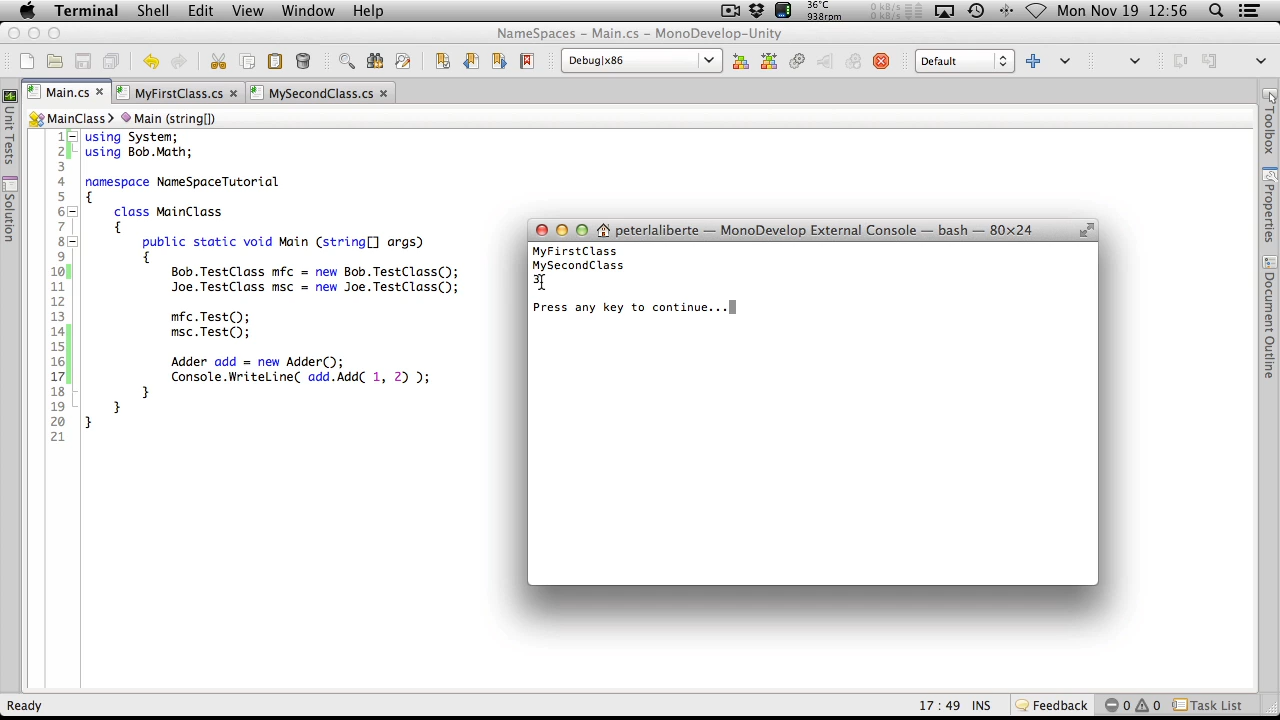 Terminal Shell Edit View Window Help 0 kB/s 0 kB/s 36°C 938rpm Mon Nov 19 12:56
NameSpaces – Main.cs – MonoDevelop-Unity
Debug|x86 Default
Main.cs MyFirstClass.cs MySecondClass.cs
MainClass Main (string[])
Unit Tests
Solution
Toolbox
Properties
Document Outline
1 using System;
2 using Bob.Math;
3
4 namespace NameSpaceTutorial
5 {
6 class MainClass
7 {
8 public static void Main (string[] args)
9 {
10 Bob.TestClass mfc = new Bob.TestClass();
11 Joe.TestClass msc = new Joe.TestClass();
12
13 mfc.Test();
14 msc.Test();
15
16 Adder add = new Adder();
17 Console.WriteLine( add.Add( 1, 2) );
18 }
19 }
20 }
21
peterlaliberte — MonoDevelop External Console — bash — 80×24
MyFirstClass
MySecondClass
3
Press any key to continue...
Ready 17 : 49 INS Feedback 0 0 Task List